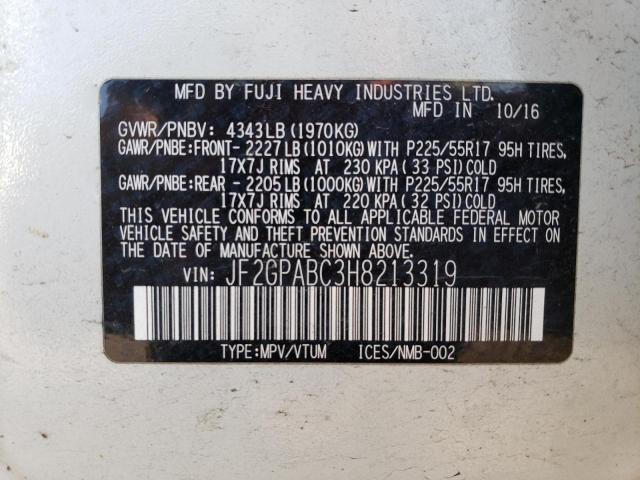 MFD BY FUJI HEAVY INDUSTRIES LTD.
MFD IN 10/16
GVWR/PNBV: 4343LB(1970KG)
GAWR/PNBE:FRONT-2227LB(1010KG)WITH P225/55R17 95H TIRES,
17X7J RIMS AT 230 KPA(33 PSI)COLD
GAWR/PNBE:REAR -2205LB(1000KG)WITH P225/55R17 95H TIRES,
17X7J RIMS AT 220 KPA(32 PSI)COLD
THIS VEHICLE CONFORMS TO ALL APPLICABLE FEDERAL MOTOR
VEHICLE SAFETY AND THEFT PREVENTION STANDARDS IN EFFECT
ON THE DATE OF MANUFACTURE SHOWN ABOVE.
VIN: JF2GPABC3H8213319
TYPE:MPV/VTUM ICES/NMB-002